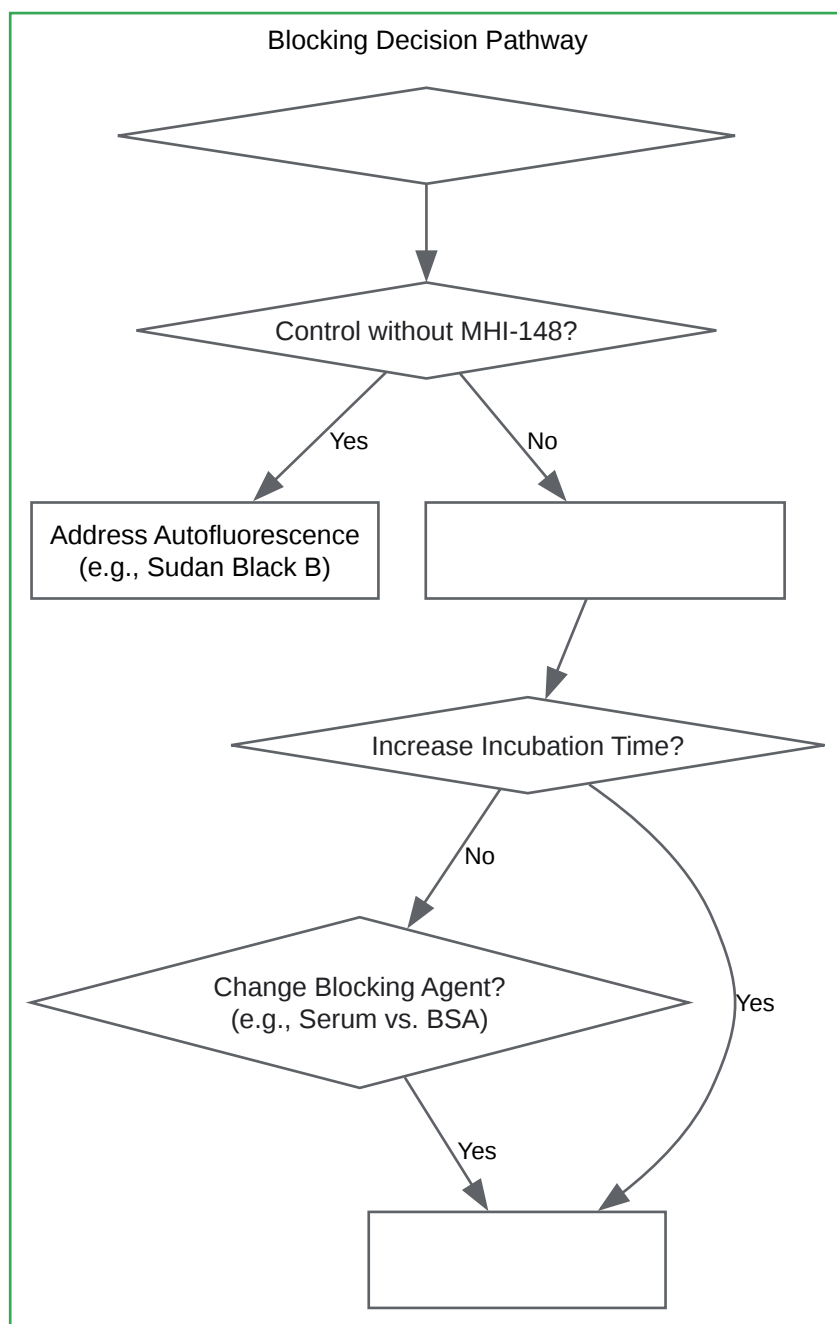 Blocking Decision Pathway
Control without MHI-148?
Yes
No
Address Autofluorescence
(e.g., Sudan Black B)
Increase Incubation Time?
No
Change Blocking Agent?
(e.g., Serum vs. BSA)
Yes
Yes